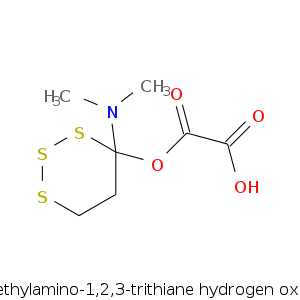 H₃C
CH₃
N
O
O
S
S
O
S
OH
ethylamino-1,2,3-trithiane hydrogen ox